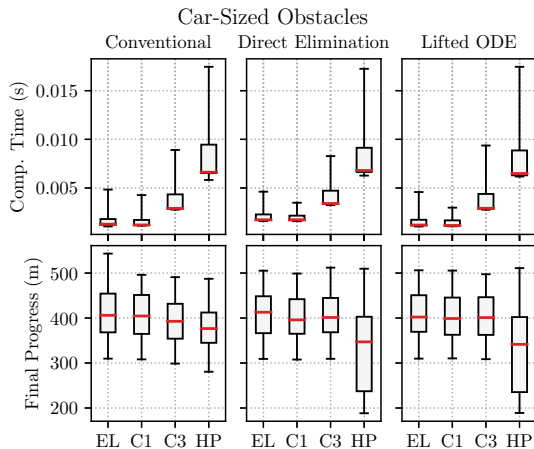 Car-Sized Obstacles
Conventional Direct Elimination Lifted ODE
Comp. Time (s)
0.015
0.010
0.005
Final Progress (m)
500
400
300
200
EL C1 C3 HP EL C1 C3 HP EL C1 C3 HP